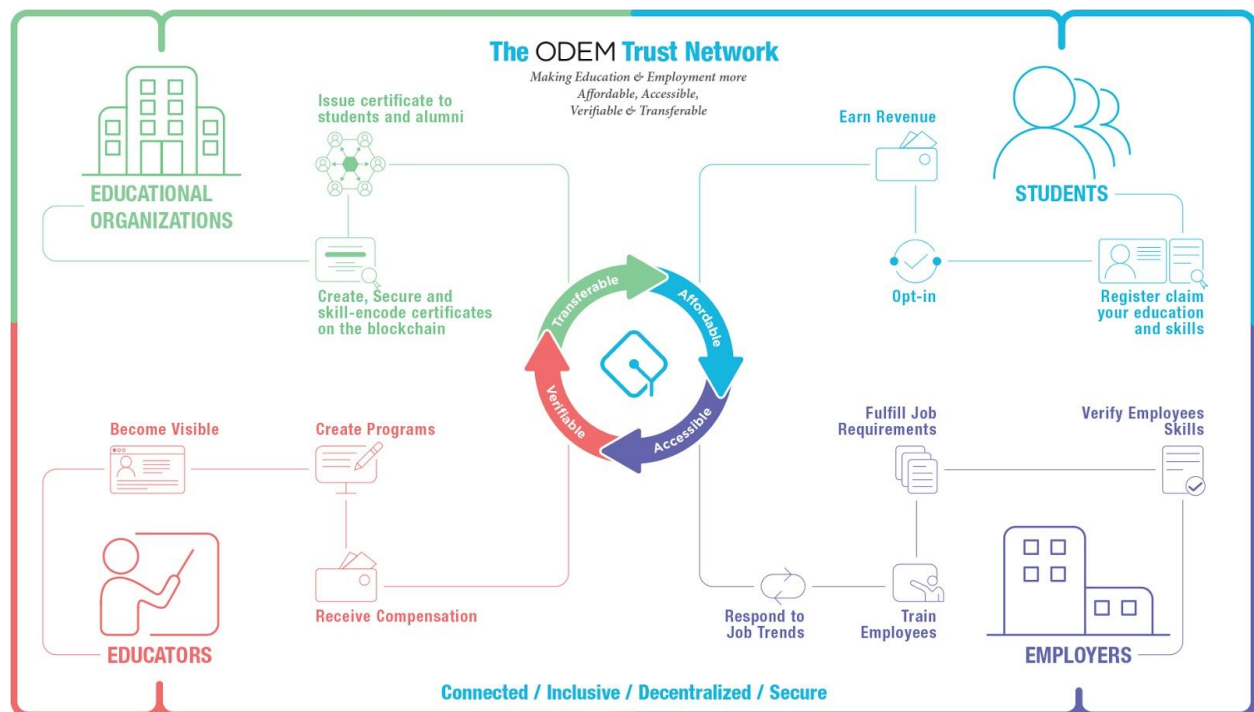 The ODEM Trust Network
Making Education & Employment more
Affordable, Accessible,
Verifiable & Transferable
EDUCATIONAL
ORGANIZATIONS
Issue certificate to
students and alumni
Create, Secure and
skill-encode certificates
on the blockchain
Earn Revenue
STUDENTS
Opt-in
Register claim
your education
and skills
Transferable
Affordable
Accessible
Verifiable
Become Visible
Create Programs
Receive Compensation
EDUCATORS
Fulfill Job
Requirements
Verify Employees
Skills
Respond to
Job Trends
Train
Employees
EMPLOYERS
Connected / Inclusive / Decentralized / Secure